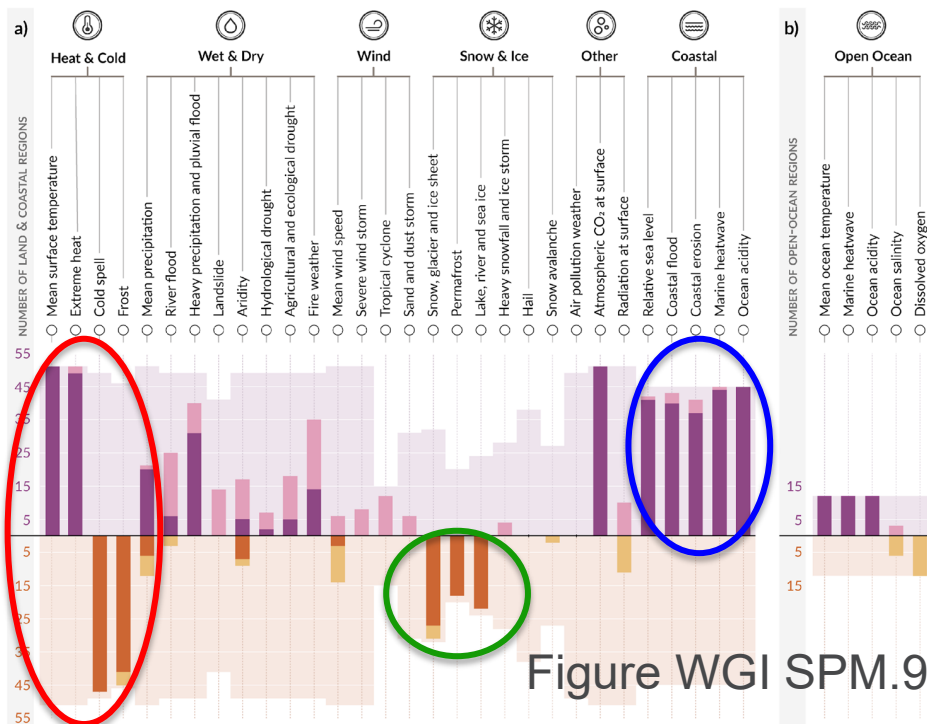 a)
Heat & Cold
Wet & Dry
Wind
Snow & Ice
Other
Coastal
b)
Open Ocean
NUMBER OF LAND & COASTAL REGIONS
Mean surface temperature
Extreme heat
Cold spell
Frost
Mean precipitation
River flood
Heavy precipitation and pluvial flood
Landslide
Aridity
Hydrological drought
Agricultural and ecological drought
Fire weather
Mean wind speed
Severe wind storm
Tropical cyclone
Sand and dust storm
Snow, glacier and ice sheet
Permafrost
Lake, river and sea ice
Heavy snowfall and ice storm
Hail
Snow avalanche
Air pollution weather
Atmospheric CO₂ at surface
Radiation at surface
Relative sea level
Coastal flood
Coastal erosion
Marine heatwave
Ocean acidity
NUMBER OF OPEN-OCEAN REGIONS
Mean ocean temperature
Marine heatwave
Ocean acidity
Ocean salinity
Dissolved oxygen
55
45
35
25
15
5
5
15
25
35
45
55
15
5
5
15
Figure WGI SPM.9